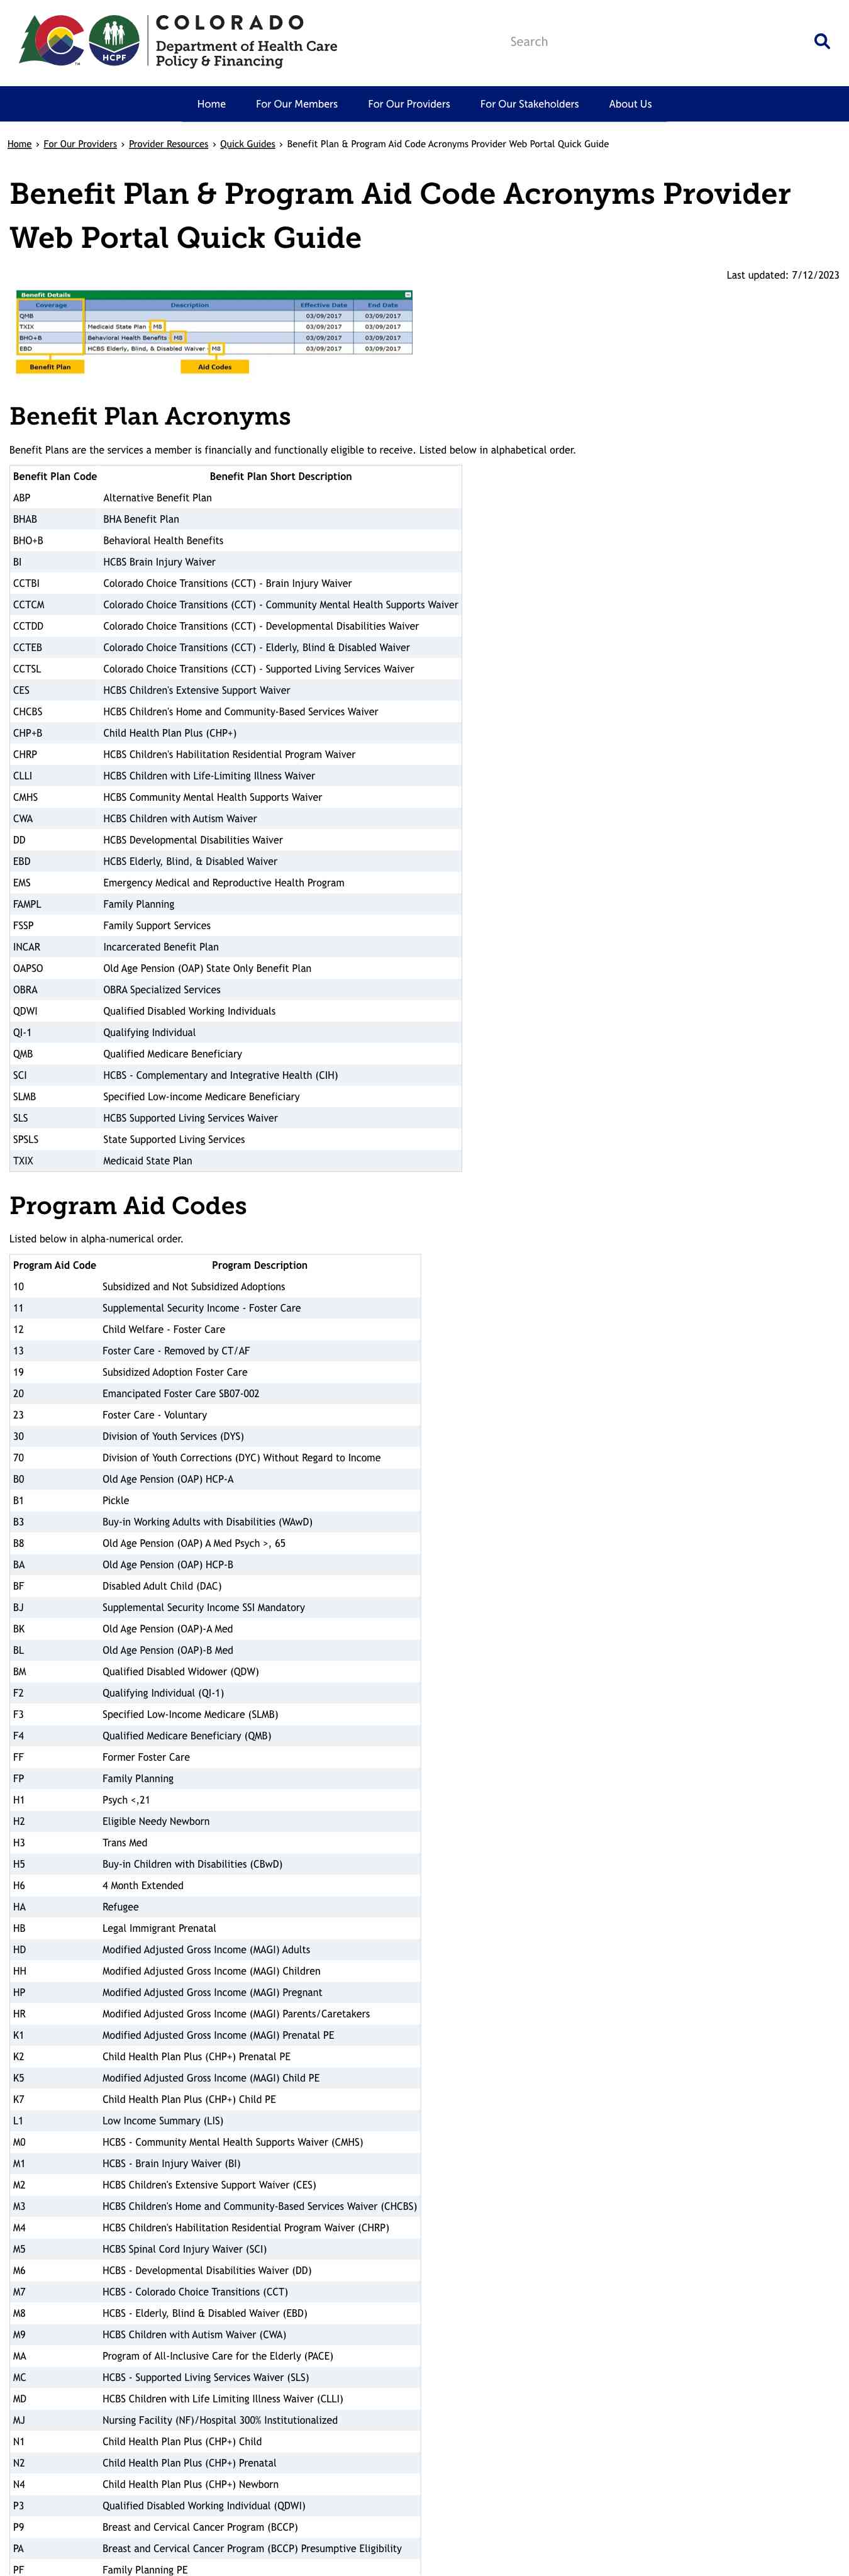 COLORADO
Department of Health Care
Policy & Financing
HCPF
TM
Search
Home For Our Members For Our Providers For Our Stakeholders About Us
Home › For Our Providers › Provider Resources › Quick Guides › Benefit Plan & Program Aid Code Acronyms Provider Web Portal Quick Guide
Benefit Plan & Program Aid Code Acronyms Provider
Web Portal Quick Guide
Last updated: 7/12/2023
Benefit Details
Coverage Description Effective Date End Date
QMB 03/09/2017 03/09/2017
TXIX Medicaid State Plan M8 03/09/2017 03/09/2017
BHO+B Behavioral Health Benefits M8 03/09/2017 03/09/2017
EBD HCBS Elderly, Blind, & Disabled Waiver M8 03/09/2017 03/09/2017
Benefit Plan Aid Codes
Benefit Plan Acronyms
Benefit Plans are the services a member is financially and functionally eligible to receive. Listed below in alphabetical order.
Benefit Plan Code Benefit Plan Short Description
ABP Alternative Benefit Plan
BHAB BHA Benefit Plan
BHO+B Behavioral Health Benefits
BI HCBS Brain Injury Waiver
CCTBI Colorado Choice Transitions (CCT) - Brain Injury Waiver
CCTCM Colorado Choice Transitions (CCT) - Community Mental Health Supports Waiver
CCTDD Colorado Choice Transitions (CCT) - Developmental Disabilities Waiver
CCTEB Colorado Choice Transitions (CCT) - Elderly, Blind & Disabled Waiver
CCTSL Colorado Choice Transitions (CCT) - Supported Living Services Waiver
CES HCBS Children's Extensive Support Waiver
CHCBS HCBS Children's Home and Community-Based Services Waiver
CHP+B Child Health Plan Plus (CHP+)
CHRP HCBS Children's Habilitation Residential Program Waiver
CLLI HCBS Children with Life-Limiting Illness Waiver
CMHS HCBS Community Mental Health Supports Waiver
CWA HCBS Children with Autism Waiver
DD HCBS Developmental Disabilities Waiver
EBD HCBS Elderly, Blind, & Disabled Waiver
EMS Emergency Medical and Reproductive Health Program
FAMPL Family Planning
FSSP Family Support Services
INCAR Incarcerated Benefit Plan
OAPSO Old Age Pension (OAP) State Only Benefit Plan
OBRA OBRA Specialized Services
QDWI Qualified Disabled Working Individuals
QI-1 Qualifying Individual
QMB Qualified Medicare Beneficiary
SCI HCBS - Complementary and Integrative Health (CIH)
SLMB Specified Low-income Medicare Beneficiary
SLS HCBS Supported Living Services Waiver
SPSLS State Supported Living Services
TXIX Medicaid State Plan
Program Aid Codes
Listed below in alpha-numerical order.
Program Aid Code Program Description
10 Subsidized and Not Subsidized Adoptions
11 Supplemental Security Income - Foster Care
12 Child Welfare - Foster Care
13 Foster Care - Removed by CT/AF
19 Subsidized Adoption Foster Care
20 Emancipated Foster Care SB07-002
23 Foster Care - Voluntary
30 Division of Youth Services (DYS)
70 Division of Youth Corrections (DYC) Without Regard to Income
B0 Old Age Pension (OAP) HCP-A
B1 Pickle
B3 Buy-in Working Adults with Disabilities (WAwD)
B8 Old Age Pension (OAP) A Med Psych >, 65
BA Old Age Pension (OAP) HCP-B
BF Disabled Adult Child (DAC)
BJ Supplemental Security Income SSI Mandatory
BK Old Age Pension (OAP)-A Med
BL Old Age Pension (OAP)-B Med
BM Qualified Disabled Widower (QDW)
F2 Qualifying Individual (QI-1)
F3 Specified Low-Income Medicare (SLMB)
F4 Qualified Medicare Beneficiary (QMB)
FF Former Foster Care
FP Family Planning
H1 Psych <,21
H2 Eligible Needy Newborn
H3 Trans Med
H5 Buy-in Children with Disabilities (CBwD)
H6 4 Month Extended
HA Refugee
HB Legal Immigrant Prenatal
HD Modified Adjusted Gross Income (MAGI) Adults
HH Modified Adjusted Gross Income (MAGI) Children
HP Modified Adjusted Gross Income (MAGI) Pregnant
HR Modified Adjusted Gross Income (MAGI) Parents/Caretakers
K1 Modified Adjusted Gross Income (MAGI) Prenatal PE
K2 Child Health Plan Plus (CHP+) Prenatal PE
K5 Modified Adjusted Gross Income (MAGI) Child PE
K7 Child Health Plan Plus (CHP+) Child PE
L1 Low Income Summary (LIS)
M0 HCBS - Community Mental Health Supports Waiver (CMHS)
M1 HCBS - Brain Injury Waiver (BI)
M2 HCBS Children's Extensive Support Waiver (CES)
M3 HCBS Children's Home and Community-Based Services Waiver (CHCBS)
M4 HCBS Children's Habilitation Residential Program Waiver (CHRP)
M5 HCBS Spinal Cord Injury Waiver (SCI)
M6 HCBS - Developmental Disabilities Waiver (DD)
M7 HCBS - Colorado Choice Transitions (CCT)
M8 HCBS - Elderly, Blind & Disabled Waiver (EBD)
M9 HCBS Children with Autism Waiver (CWA)
MA Program of All-Inclusive Care for the Elderly (PACE)
MC HCBS - Supported Living Services Waiver (SLS)
MD HCBS Children with Life Limiting Illness Waiver (CLLI)
MJ Nursing Facility (NF)/Hospital 300% Institutionalized
N1 Child Health Plan Plus (CHP+) Child
N2 Child Health Plan Plus (CHP+) Prenatal
N4 Child Health Plan Plus (CHP+) Newborn
P3 Qualified Disabled Working Individual (QDWI)
P9 Breast and Cervical Cancer Program (BCCP)
PA Breast and Cervical Cancer Program (BCCP) Presumptive Eligibility
PF Family Planning PE